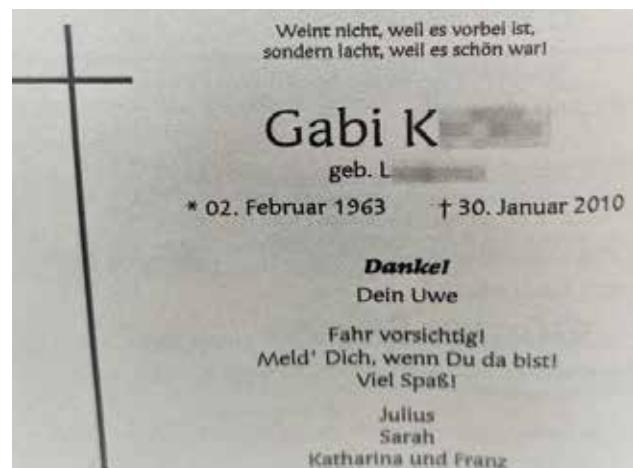 Weint nicht, weil es vorbei ist,
sondern lacht, weil es schön war!
Gabi K
geb. L
* 02. Februar 1963 † 30. Januar 2010
Danke!
Dein Uwe
Fahr vorsichtig!
Meld' Dich, wenn Du da bist!
Viel Spaß!
Julius
Sarah
Katharina und Franz